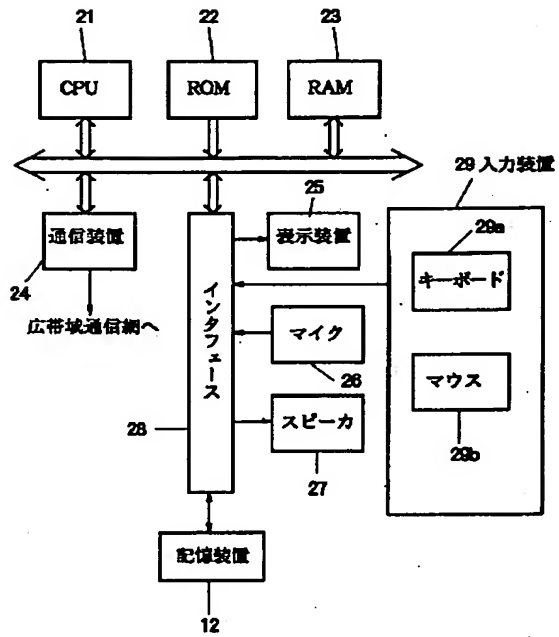 21
22
23
CPU
ROM
RAM
29 入力装置
25
通信装置
表示装置
29a
24
キーボード
広帯域通信網へ
インタフェース
マイク
26
マウス
28
スピーカ
29b
27
記憶装置
12